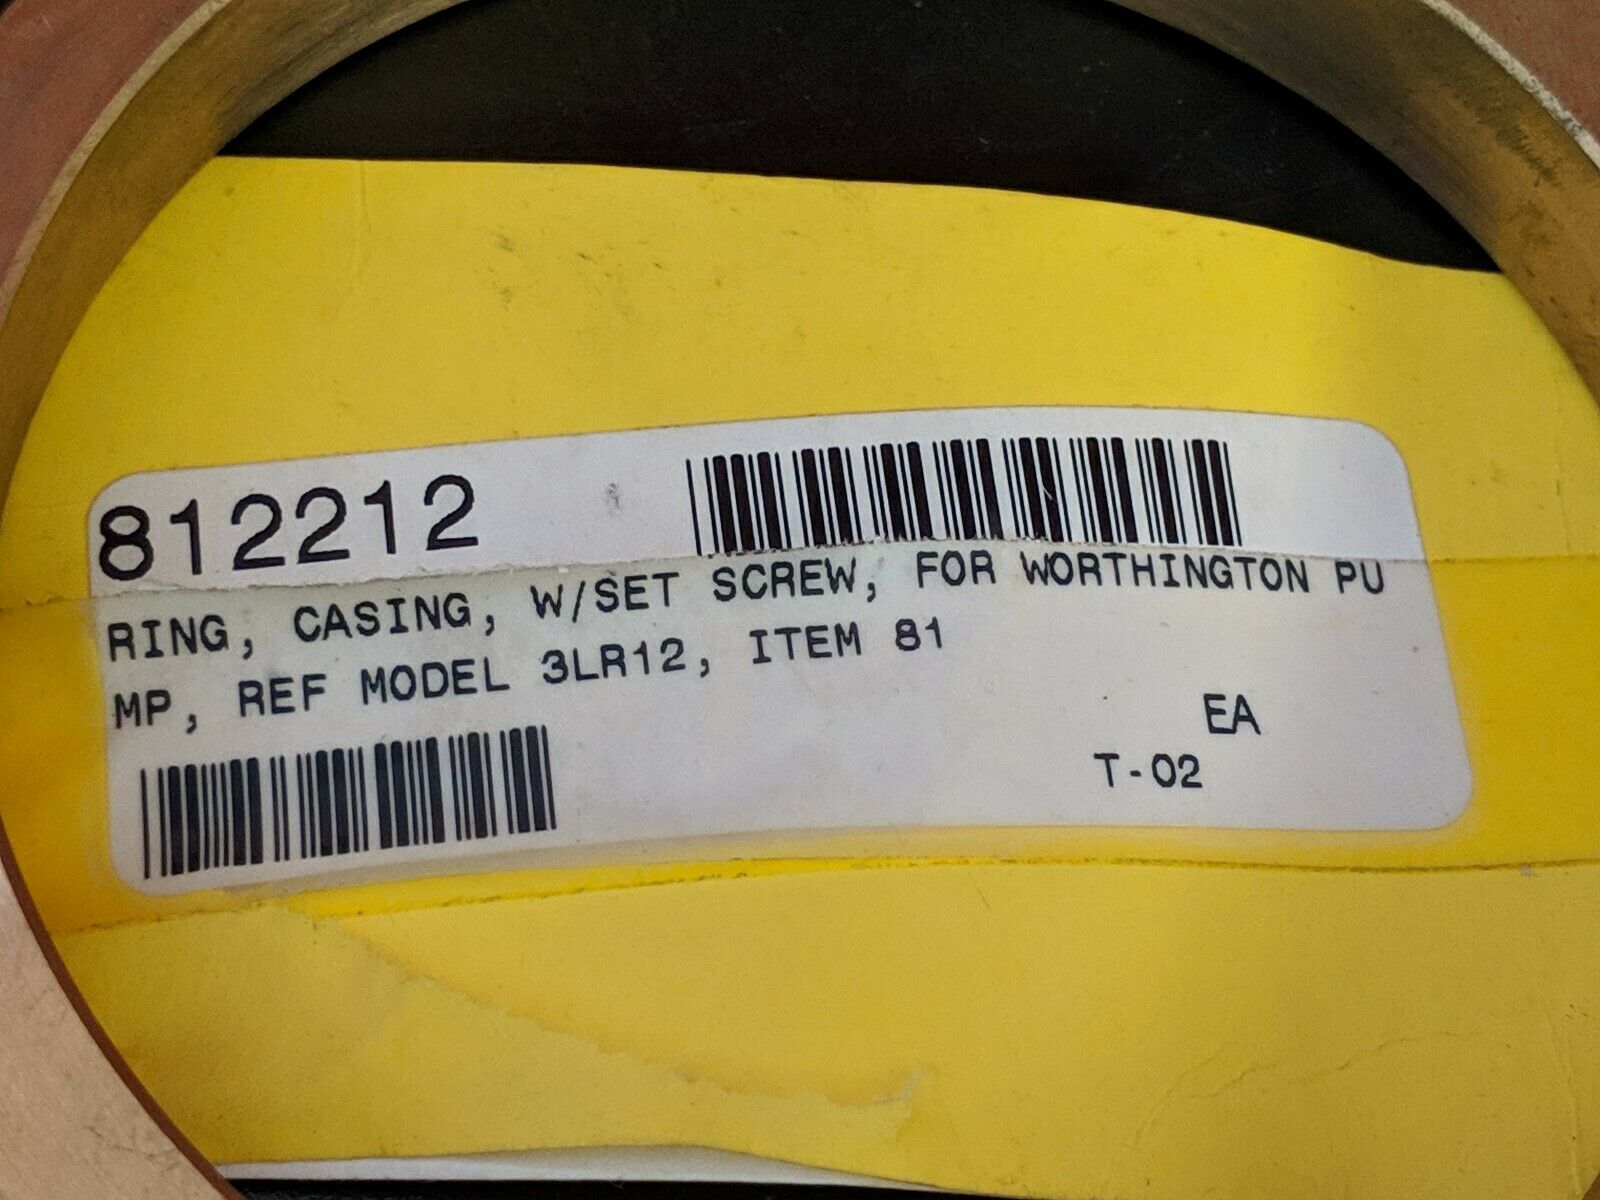 812212
RING, CASING, W/SET SCREW, FOR WORTHINGTON PU
MP, REF MODEL 3LR12, ITEM 81
EA
T-02